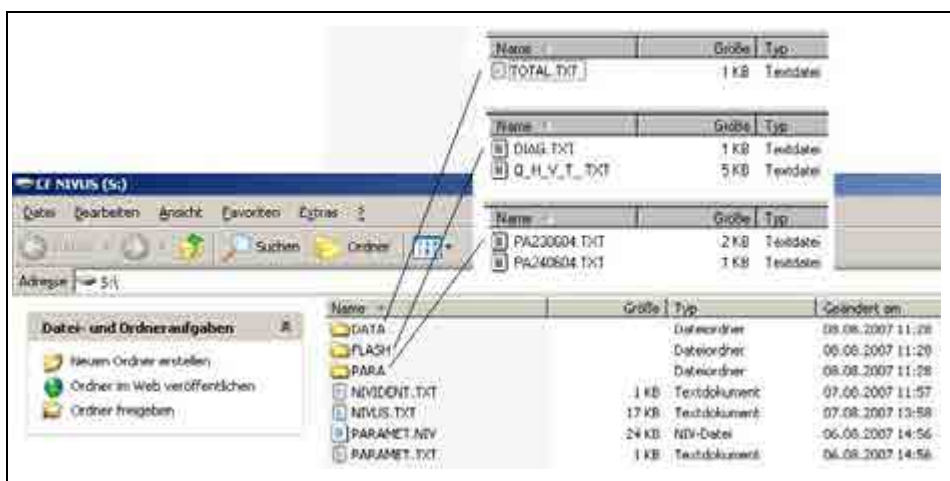 Name Größe Typ
TOTAL.TXT 1 KB Textdatei
Name Größe Typ
DIAG.TXT 1 KB Textdatei
Q_H_V_T_.TXT 5 KB Textdatei
CF NIVUS (S:)
Datei Bearbeiten Ansicht Favoriten Extras ?
Suchen Ordner
Name Größe Typ
PA230604.TXT 2 KB Textdatei
PA240604.TXT 1 KB Textdatei
Adresse S:\
Datei- und Ordneraufgaben
Neuen Ordner erstellen
Ordner im Web veröffentlichen
Ordner freigeben
Name Größe Typ Geändert am
DATA Dateiordner 08.08.2007 11:28
FLASH Dateiordner 08.08.2007 11:28
PARA Dateiordner 08.08.2007 11:28
NIVIDENT.TXT 1 KB Textdokument 07.08.2007 11:57
NIVUS.TXT 17 KB Textdokument 07.08.2007 13:58
PARAMET.NIV 24 KB NIV-Datei 06.08.2007 14:56
PARAMET.TXT 1 KB Textdokument 06.08.2007 14:56